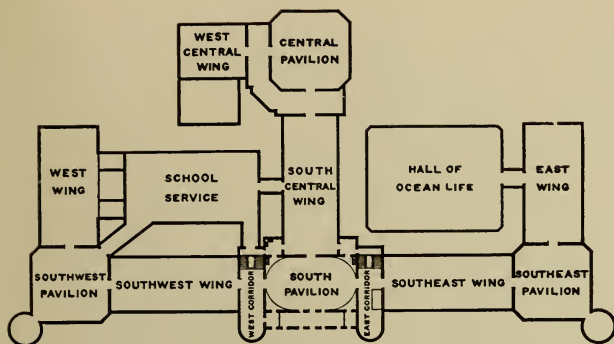 WEST
CENTRAL
WING
CENTRAL
PAVILION
WEST
WING
SCHOOL
SERVICE
SOUTH
CENTRAL
WING
HALL OF
OCEAN LIFE
EAST
WING
SOUTHWEST
PAVILION
SOUTHWEST WING
WEST CORRIDOR
SOUTH
PAVILION
EAST CORRIDOR
SOUTHEAST WING
SOUTHEAST
PAVILION